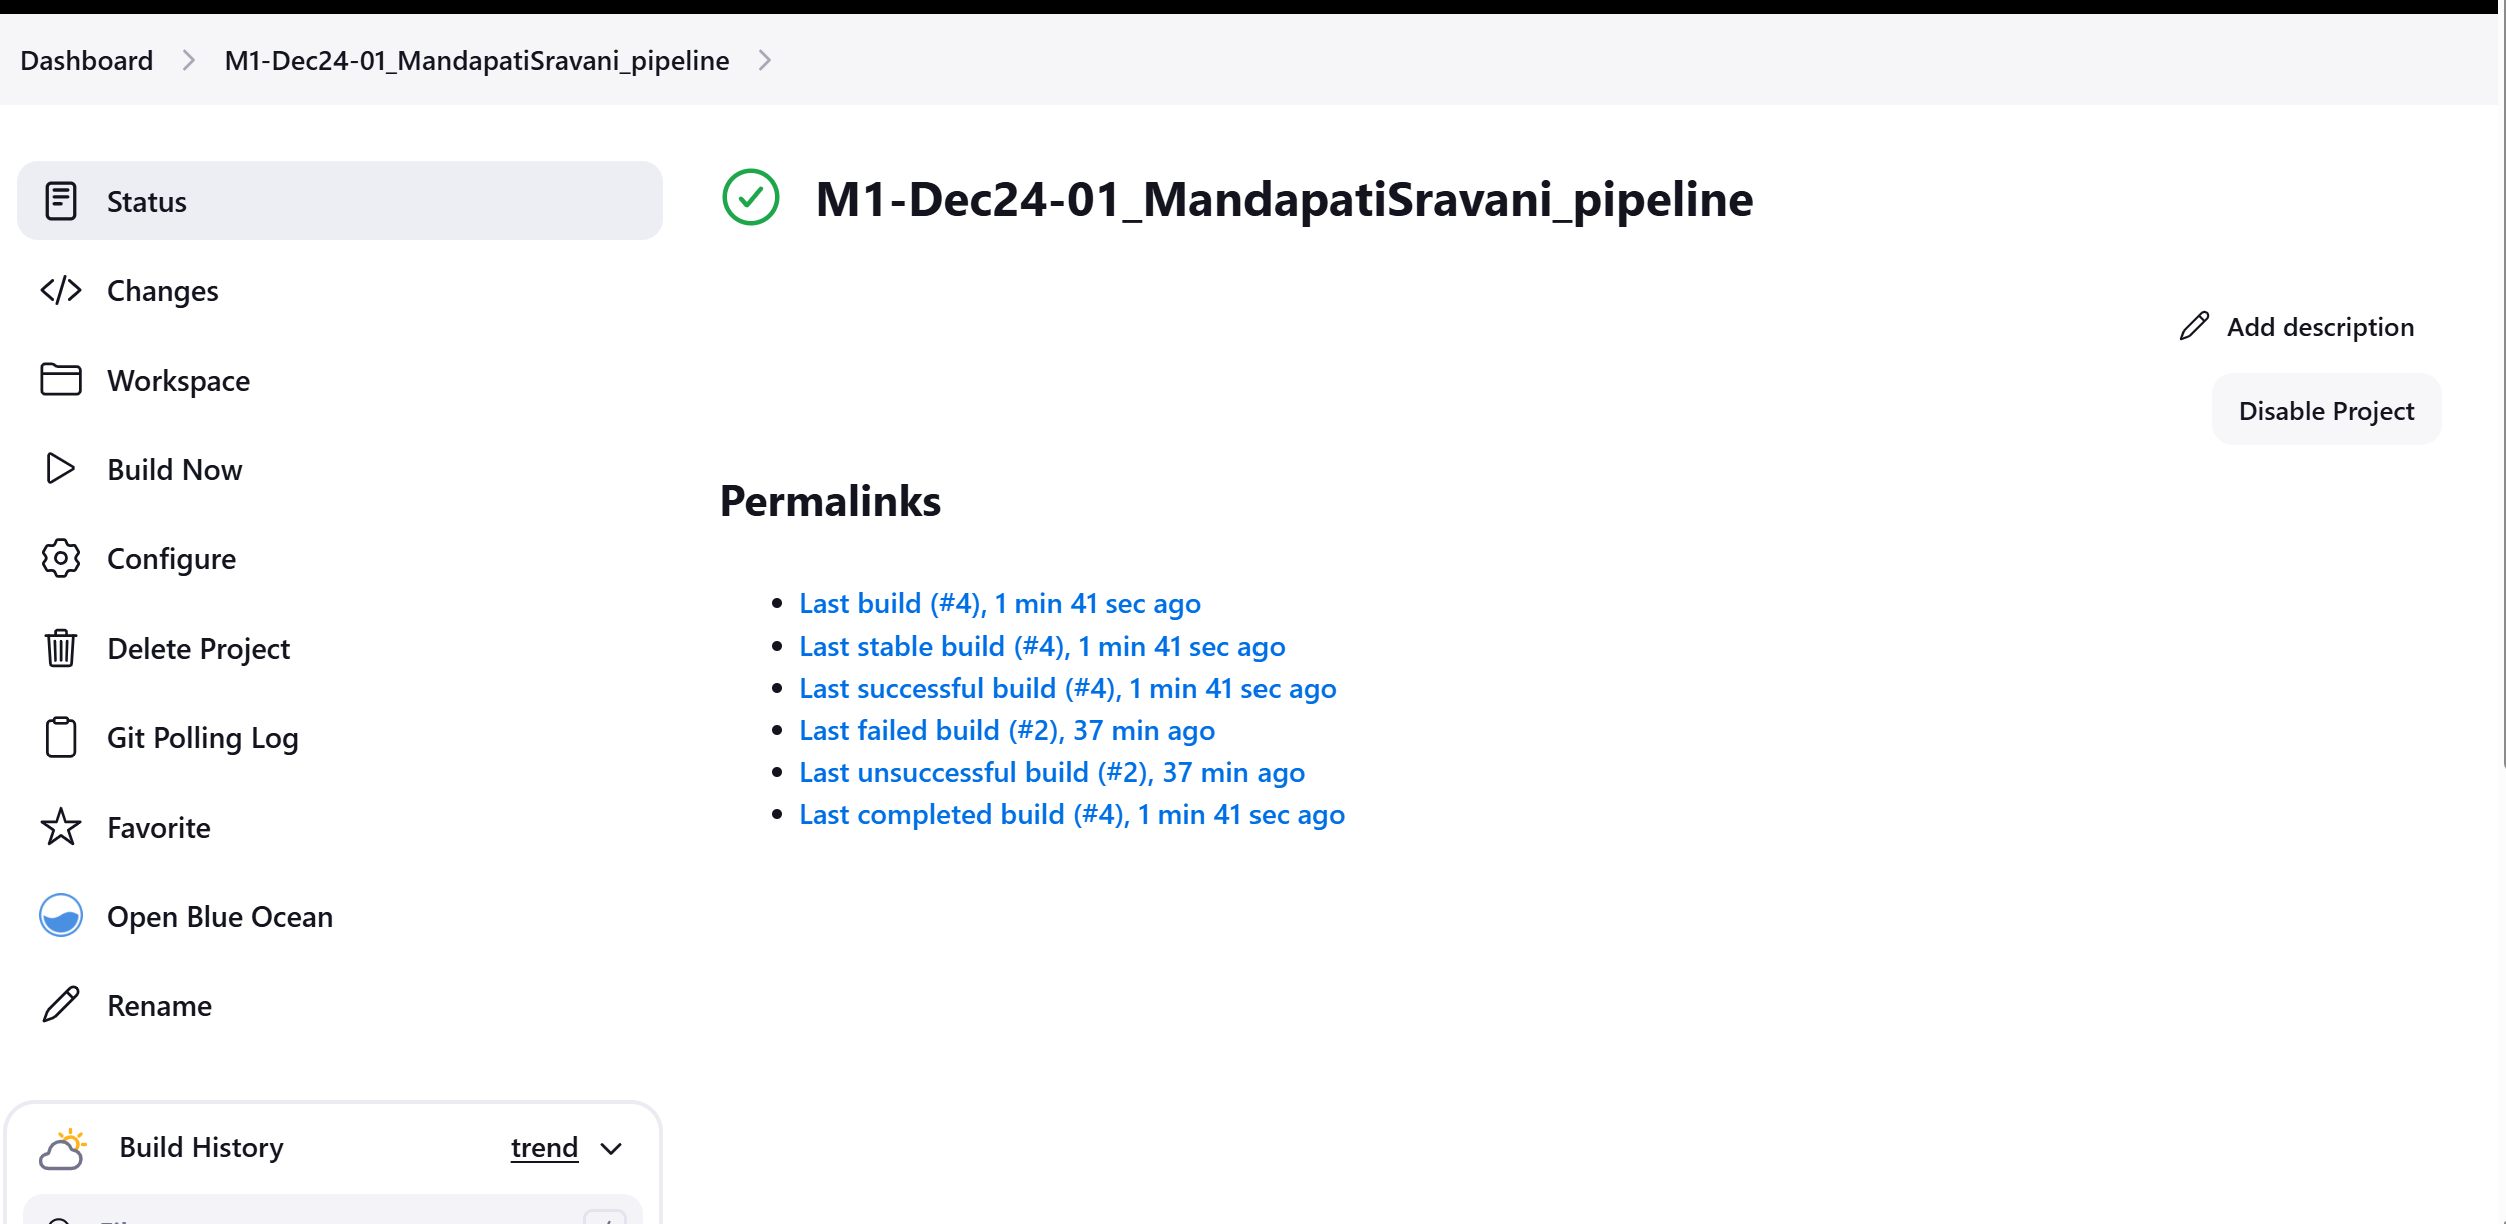 Dashboard > M1-Dec24-01_MandapatiSravani_pipeline >
Status
Changes
Workspace
Build Now
Configure
Delete Project
Git Polling Log
Favorite
Open Blue Ocean
Rename
Build History trend
M1-Dec24-01_MandapatiSravani_pipeline
Add description
Disable Project
Permalinks
• Last build (#4), 1 min 41 sec ago
• Last stable build (#4), 1 min 41 sec ago
• Last successful build (#4), 1 min 41 sec ago
• Last failed build (#2), 37 min ago
• Last unsuccessful build (#2), 37 min ago
• Last completed build (#4), 1 min 41 sec ago